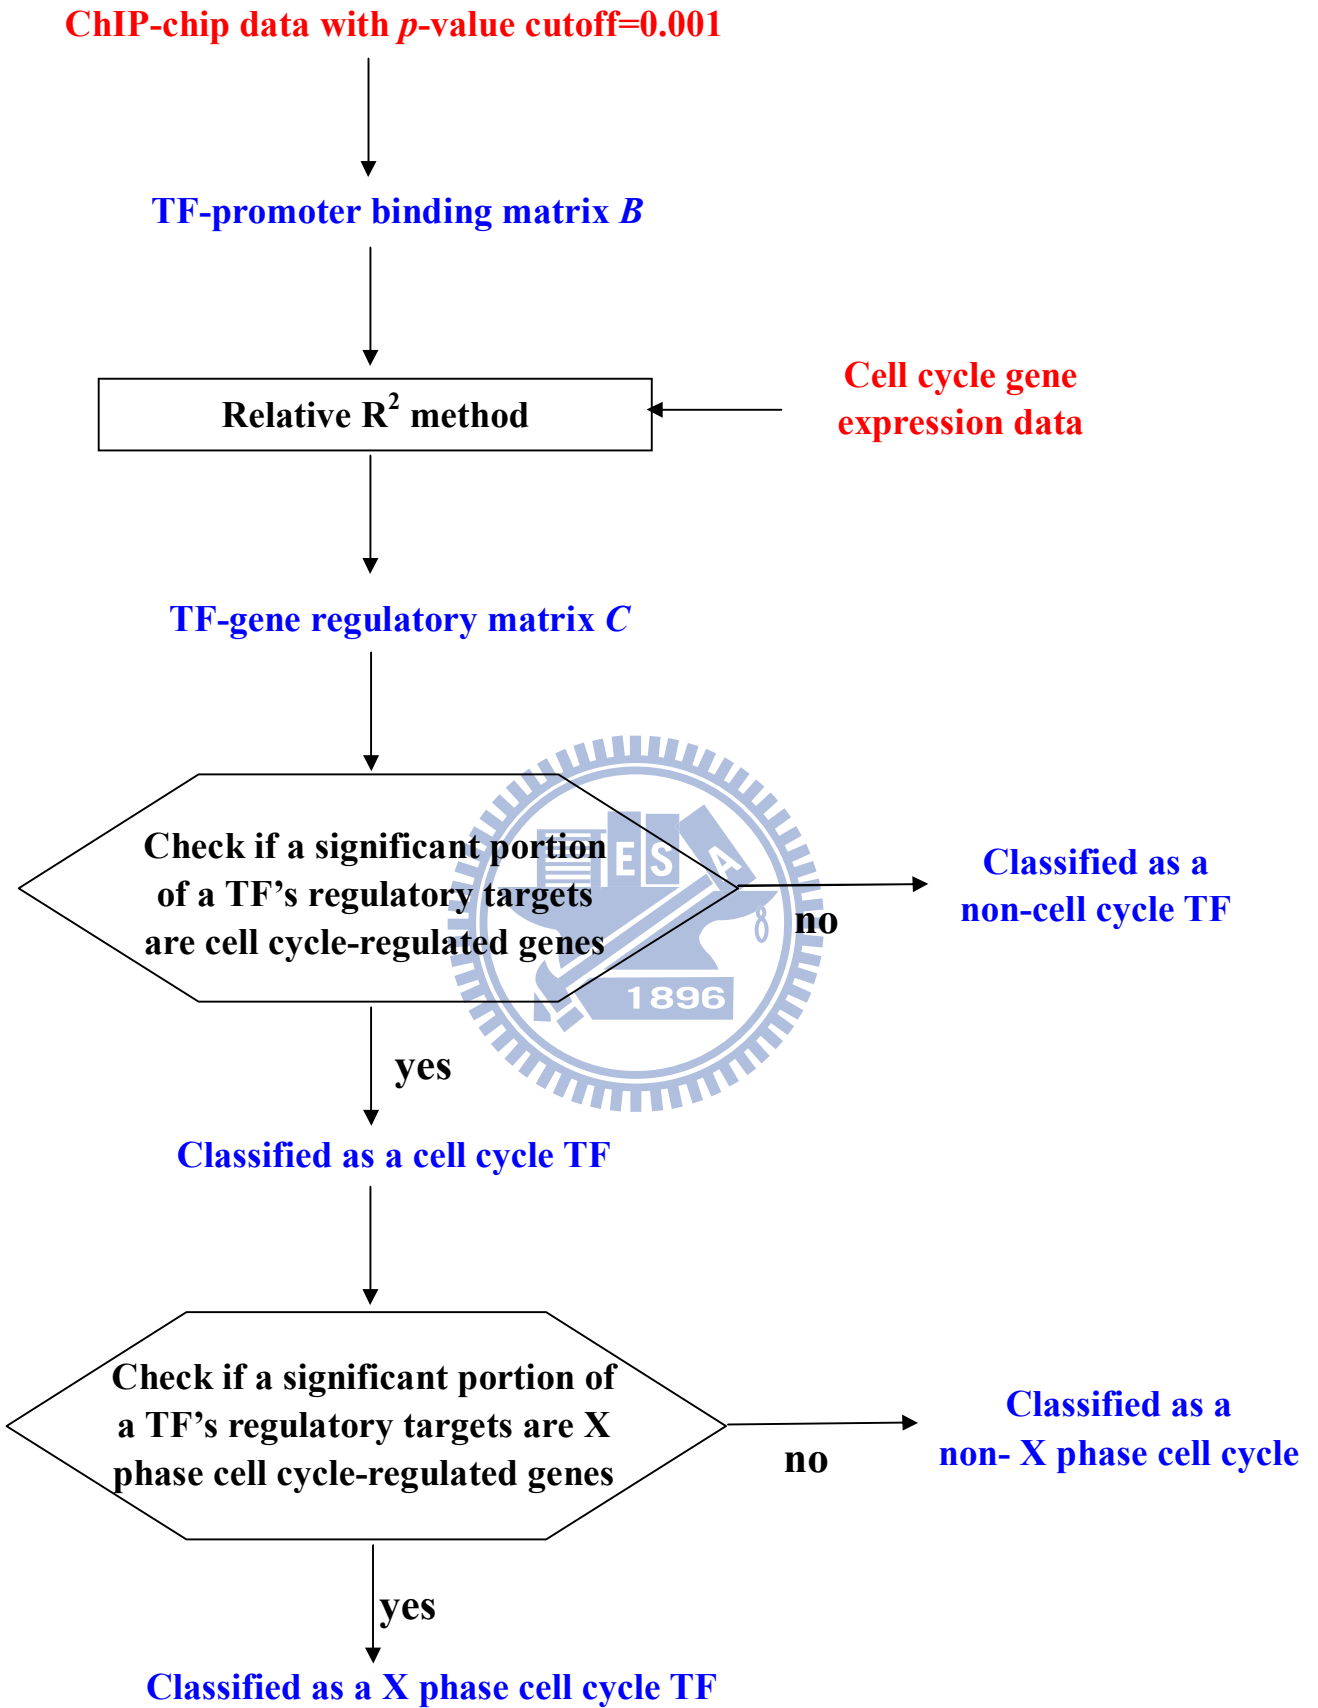 ChIP-chip data with p-value cutoff=0.001
TF-promoter binding matrix B
Relative R² method
Cell cycle gene
expression data
TF-gene regulatory matrix C
Check if a significant portion
of a TF’s regulatory targets
are cell cycle-regulated genes
no
Classified as a
non-cell cycle TF
ES
A
8
1896
yes
Classified as a cell cycle TF
Check if a significant portion of
a TF’s regulatory targets are X
phase cell cycle-regulated genes
no
Classified as a
non- X phase cell cycle
yes
Classified as a X phase cell cycle TF